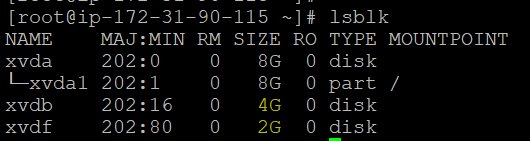 [root@ip-172-31-90-115 ~]# lsblk
NAME    MAJ:MIN RM SIZE RO TYPE MOUNTPOINT
xvda    202:0    0   8G  0 disk
└─xvda1 202:1    0   8G  0 part /
xvdb    202:16   0   4G  0 disk
xvdf    202:80   0   2G  0 disk